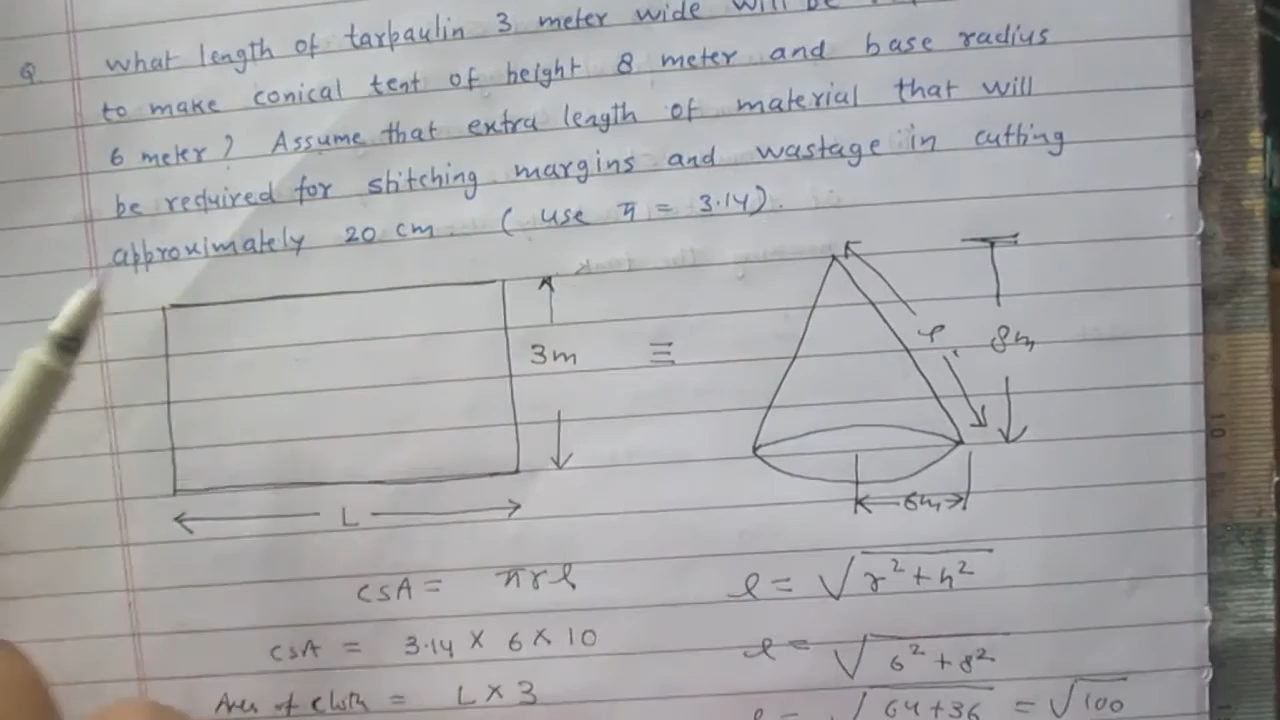 Q What length of tarpaulin 3 meter wide will be
to make conical tent of height 8 meter and base radius
6 meter? Assume that extra length of material that will
be required for stitching margins and wastage in cutting
approximately 20 cm. (use π = 3.14).
3m
≡
l
8m
L
6m
CSA = πrl
l = √r² + h²
CSA = 3.14 × 6 × 10
l = √6² + 8²
Area of cloth = L × 3
l = √64+36 = √100